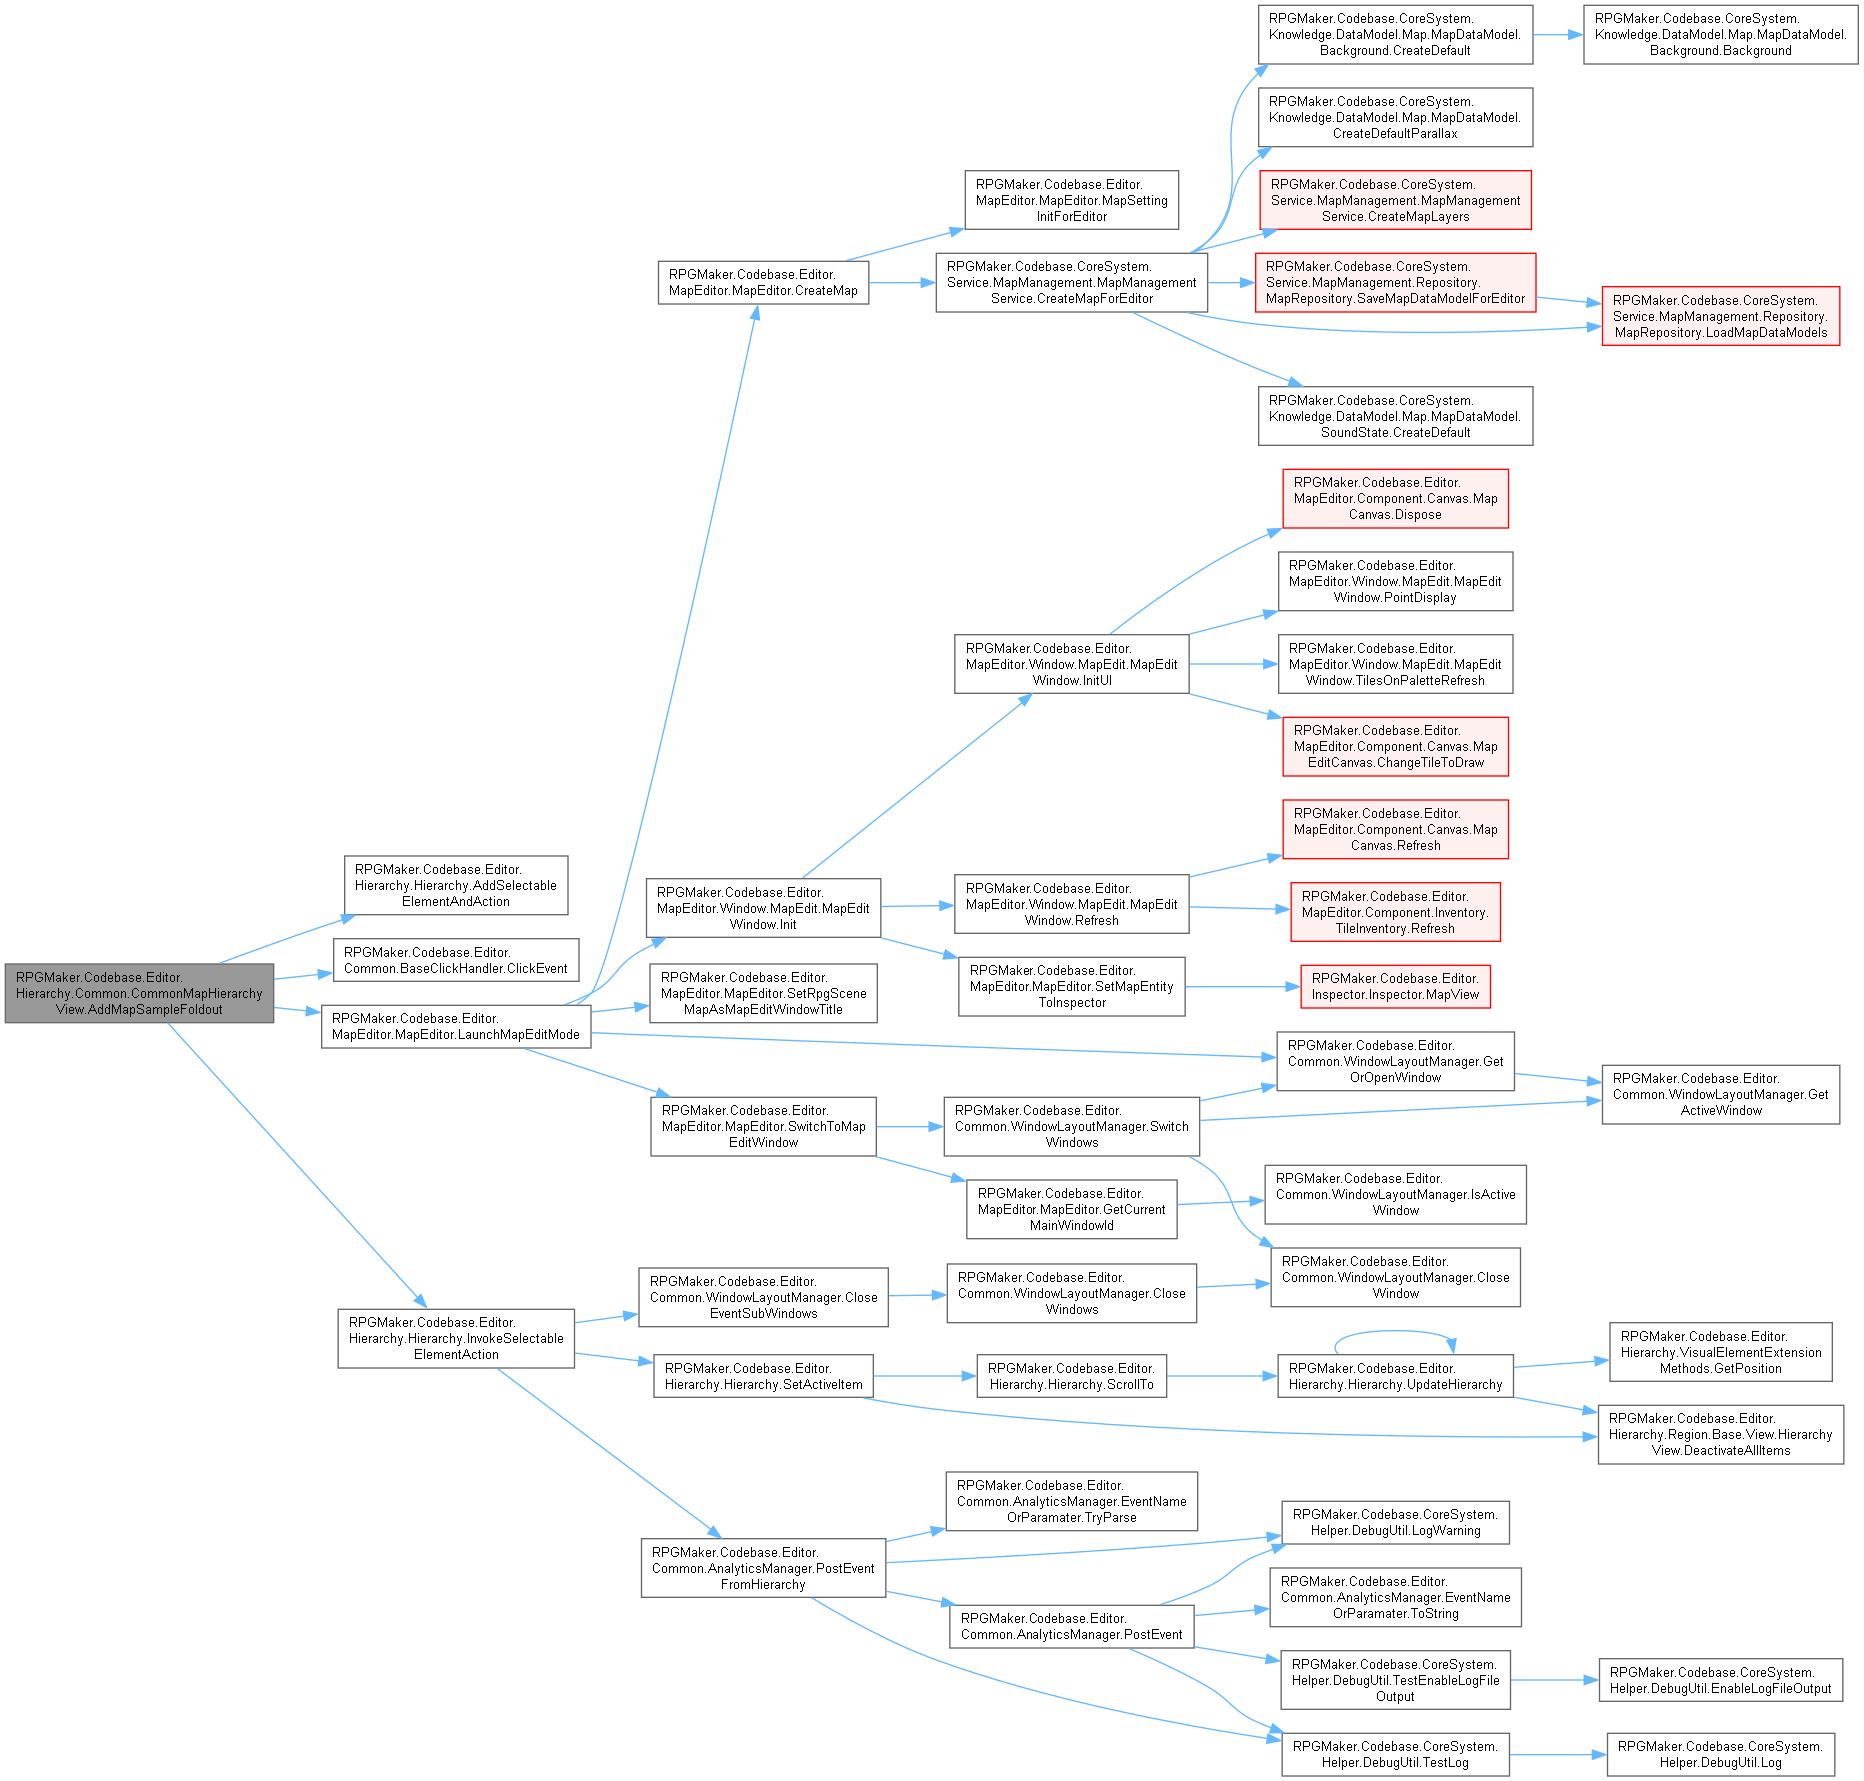 RPGMaker.Codebase.CoreSystem.
Knowledge.DataModel.Map.MapDataModel.
Background.CreateDefault
RPGMaker.Codebase.CoreSystem.
Knowledge.DataModel.Map.MapDataModel.
Background.Background
RPGMaker.Codebase.CoreSystem.
Knowledge.DataModel.Map.MapDataModel.
CreateDefaultParallax
RPGMaker.Codebase.Editor.
MapEditor.MapEditor.MapSetting
InitForEditor
RPGMaker.Codebase.CoreSystem.
Service.MapManagement.MapManagement
Service.CreateMapLayers
RPGMaker.Codebase.Editor.
MapEditor.MapEditor.CreateMap
RPGMaker.Codebase.CoreSystem.
Service.MapManagement.MapManagement
Service.CreateMapForEditor
RPGMaker.Codebase.CoreSystem.
Service.MapManagement.Repository.
MapRepository.SaveMapDataModelForEditor
RPGMaker.Codebase.CoreSystem.
Service.MapManagement.Repository.
MapRepository.LoadMapDataModels
RPGMaker.Codebase.CoreSystem.
Knowledge.DataModel.Map.MapDataModel.
SoundState.CreateDefault
RPGMaker.Codebase.Editor.
MapEditor.Component.Canvas.Map
Canvas.Dispose
RPGMaker.Codebase.Editor.
MapEditor.Window.MapEdit.MapEdit
Window.PointDisplay
RPGMaker.Codebase.Editor.
MapEditor.Window.MapEdit.MapEdit
Window.InitUI
RPGMaker.Codebase.Editor.
MapEditor.Window.MapEdit.MapEdit
Window.TilesOnPaletteRefresh
RPGMaker.Codebase.Editor.
MapEditor.Component.Canvas.Map
EditCanvas.ChangeTileToDraw
RPGMaker.Codebase.Editor.
MapEditor.Component.Canvas.Map
Canvas.Refresh
RPGMaker.Codebase.Editor.
Hierarchy.Hierarchy.AddSelectable
ElementAndAction
RPGMaker.Codebase.Editor.
MapEditor.Window.MapEdit.MapEdit
Window.Init
RPGMaker.Codebase.Editor.
MapEditor.Window.MapEdit.MapEdit
Window.Refresh
RPGMaker.Codebase.Editor.
MapEditor.Component.Inventory.
TileInventory.Refresh
RPGMaker.Codebase.Editor.
Common.BaseClickHandler.ClickEvent
RPGMaker.Codebase.Editor.
Hierarchy.Common.CommonMapHierarchy
View.AddMapSampleFoldout
RPGMaker.Codebase.Editor.
MapEditor.MapEditor.SetRpgScene
MapAsMapEditWindowTitle
RPGMaker.Codebase.Editor.
MapEditor.MapEditor.SetMapEntity
ToInspector
RPGMaker.Codebase.Editor.
Inspector.Inspector.MapView
RPGMaker.Codebase.Editor.
MapEditor.MapEditor.LaunchMapEditMode
RPGMaker.Codebase.Editor.
Common.WindowLayoutManager.Get
OrOpenWindow
RPGMaker.Codebase.Editor.
Common.WindowLayoutManager.Get
ActiveWindow
RPGMaker.Codebase.Editor.
MapEditor.MapEditor.SwitchToMap
EditWindow
RPGMaker.Codebase.Editor.
Common.WindowLayoutManager.Switch
Windows
RPGMaker.Codebase.Editor.
MapEditor.MapEditor.GetCurrent
MainWindowId
RPGMaker.Codebase.Editor.
Common.WindowLayoutManager.IsActive
Window
RPGMaker.Codebase.Editor.
Common.WindowLayoutManager.Close
Window
RPGMaker.Codebase.Editor.
Common.WindowLayoutManager.Close
EventSubWindows
RPGMaker.Codebase.Editor.
Common.WindowLayoutManager.Close
Windows
RPGMaker.Codebase.Editor.
Hierarchy.Hierarchy.InvokeSelectable
ElementAction
RPGMaker.Codebase.Editor.
Hierarchy.Hierarchy.SetActiveItem
RPGMaker.Codebase.Editor.
Hierarchy.Hierarchy.ScrollTo
RPGMaker.Codebase.Editor.
Hierarchy.Hierarchy.UpdateHierarchy
RPGMaker.Codebase.Editor.
Hierarchy.VisualElementExtension
Methods.GetPosition
RPGMaker.Codebase.Editor.
Hierarchy.Region.Base.View.Hierarchy
View.DeactivateAllItems
RPGMaker.Codebase.Editor.
Common.AnalyticsManager.EventName
OrParamater.TryParse
RPGMaker.Codebase.CoreSystem.
Helper.DebugUtil.LogWarning
RPGMaker.Codebase.Editor.
Common.AnalyticsManager.PostEvent
FromHierarchy
RPGMaker.Codebase.Editor.
Common.AnalyticsManager.EventName
OrParamater.ToString
RPGMaker.Codebase.Editor.
Common.AnalyticsManager.PostEvent
RPGMaker.Codebase.CoreSystem.
Helper.DebugUtil.TestEnableLogFile
Output
RPGMaker.Codebase.CoreSystem.
Helper.DebugUtil.EnableLogFileOutput
RPGMaker.Codebase.CoreSystem.
Helper.DebugUtil.TestLog
RPGMaker.Codebase.CoreSystem.
Helper.DebugUtil.Log